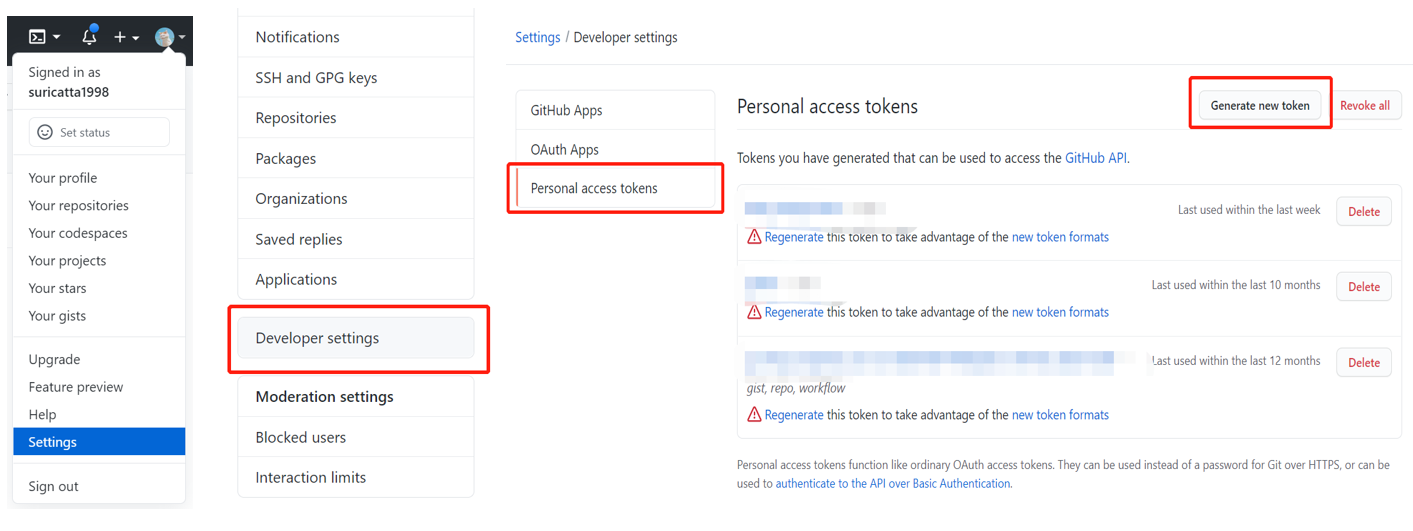 Signed in as
suricatta1998
Set status
Your profile
Your repositories
Your codespaces
Your projects
Your stars
Your gists
Upgrade
Feature preview
Help
Settings
Sign out
Notifications
SSH and GPG keys
Repositories
Packages
Organizations
Saved replies
Applications
Developer settings
Moderation settings
Blocked users
Interaction limits
Settings / Developer settings
GitHub Apps
OAuth Apps
Personal access tokens
Personal access tokens
Generate new token
Revoke all
Tokens you have generated that can be used to access the GitHub API.
Last used within the last week
Delete
Regenerate this token to take advantage of the new token formats
Last used within the last 10 months
Delete
Regenerate this token to take advantage of the new token formats
Last used within the last 12 months
Delete
gist, repo, workflow
Regenerate this token to take advantage of the new token formats
Personal access tokens function like ordinary OAuth access tokens. They can be used instead of a password for Git over HTTPS, or can be
used to authenticate to the API over Basic Authentication.